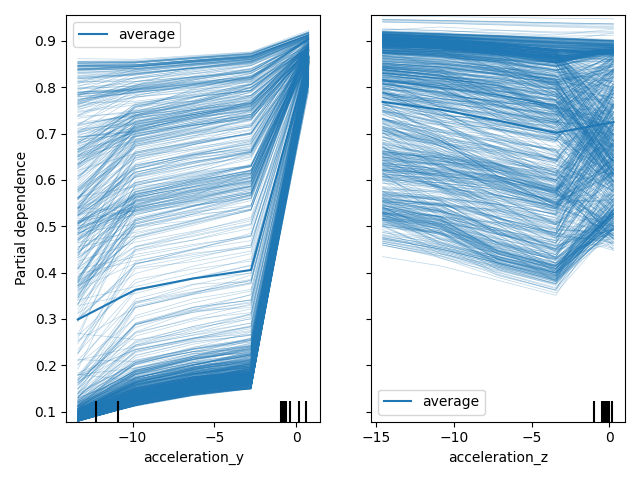 average
Partial dependence
0.9
0.8
0.7
0.6
0.5
0.4
0.3
0.2
0.1
−10 −5 0
acceleration_y
average
−15 −10 −5 0
acceleration_z